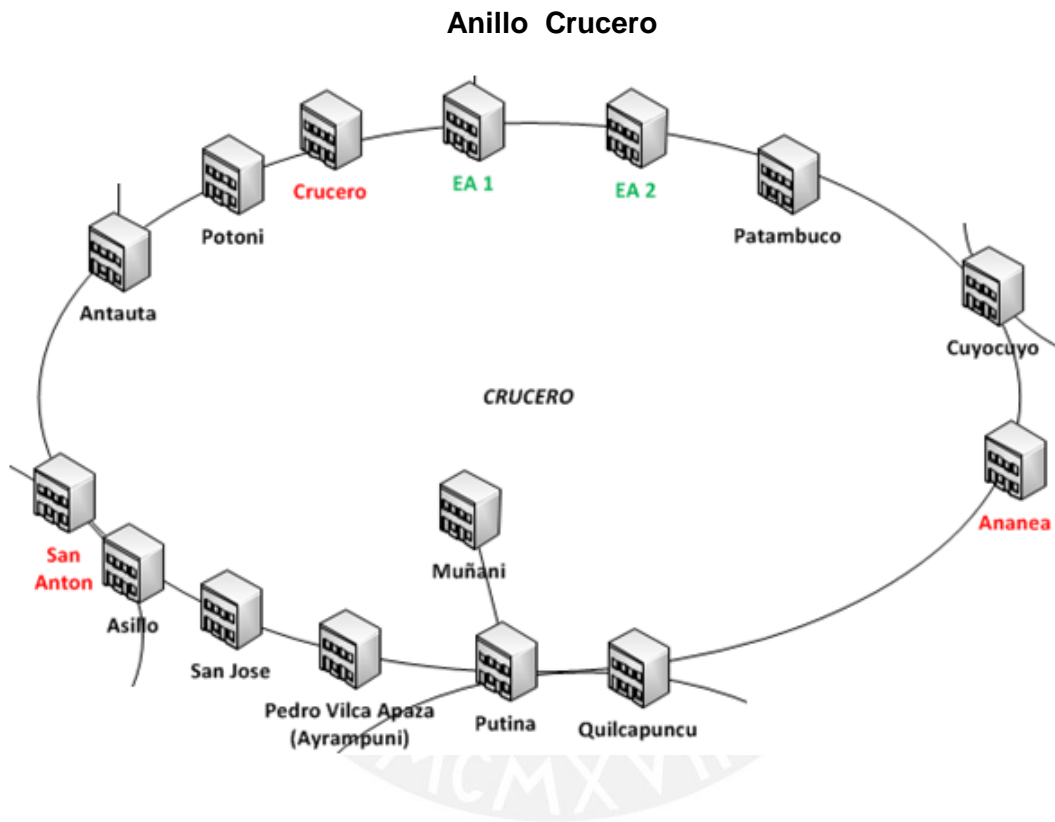 Anillo Crucero
Crucero
EA 1
EA 2
Potoni
Patambuco
Antauta
Cuyocuyo
CRUCERO
Ananea
San
Anton
Muñani
Asillo
San Jose
Pedro Vilca Apaza
(Ayrampuni)
Putina
Quilcapuncu
MCMXVII